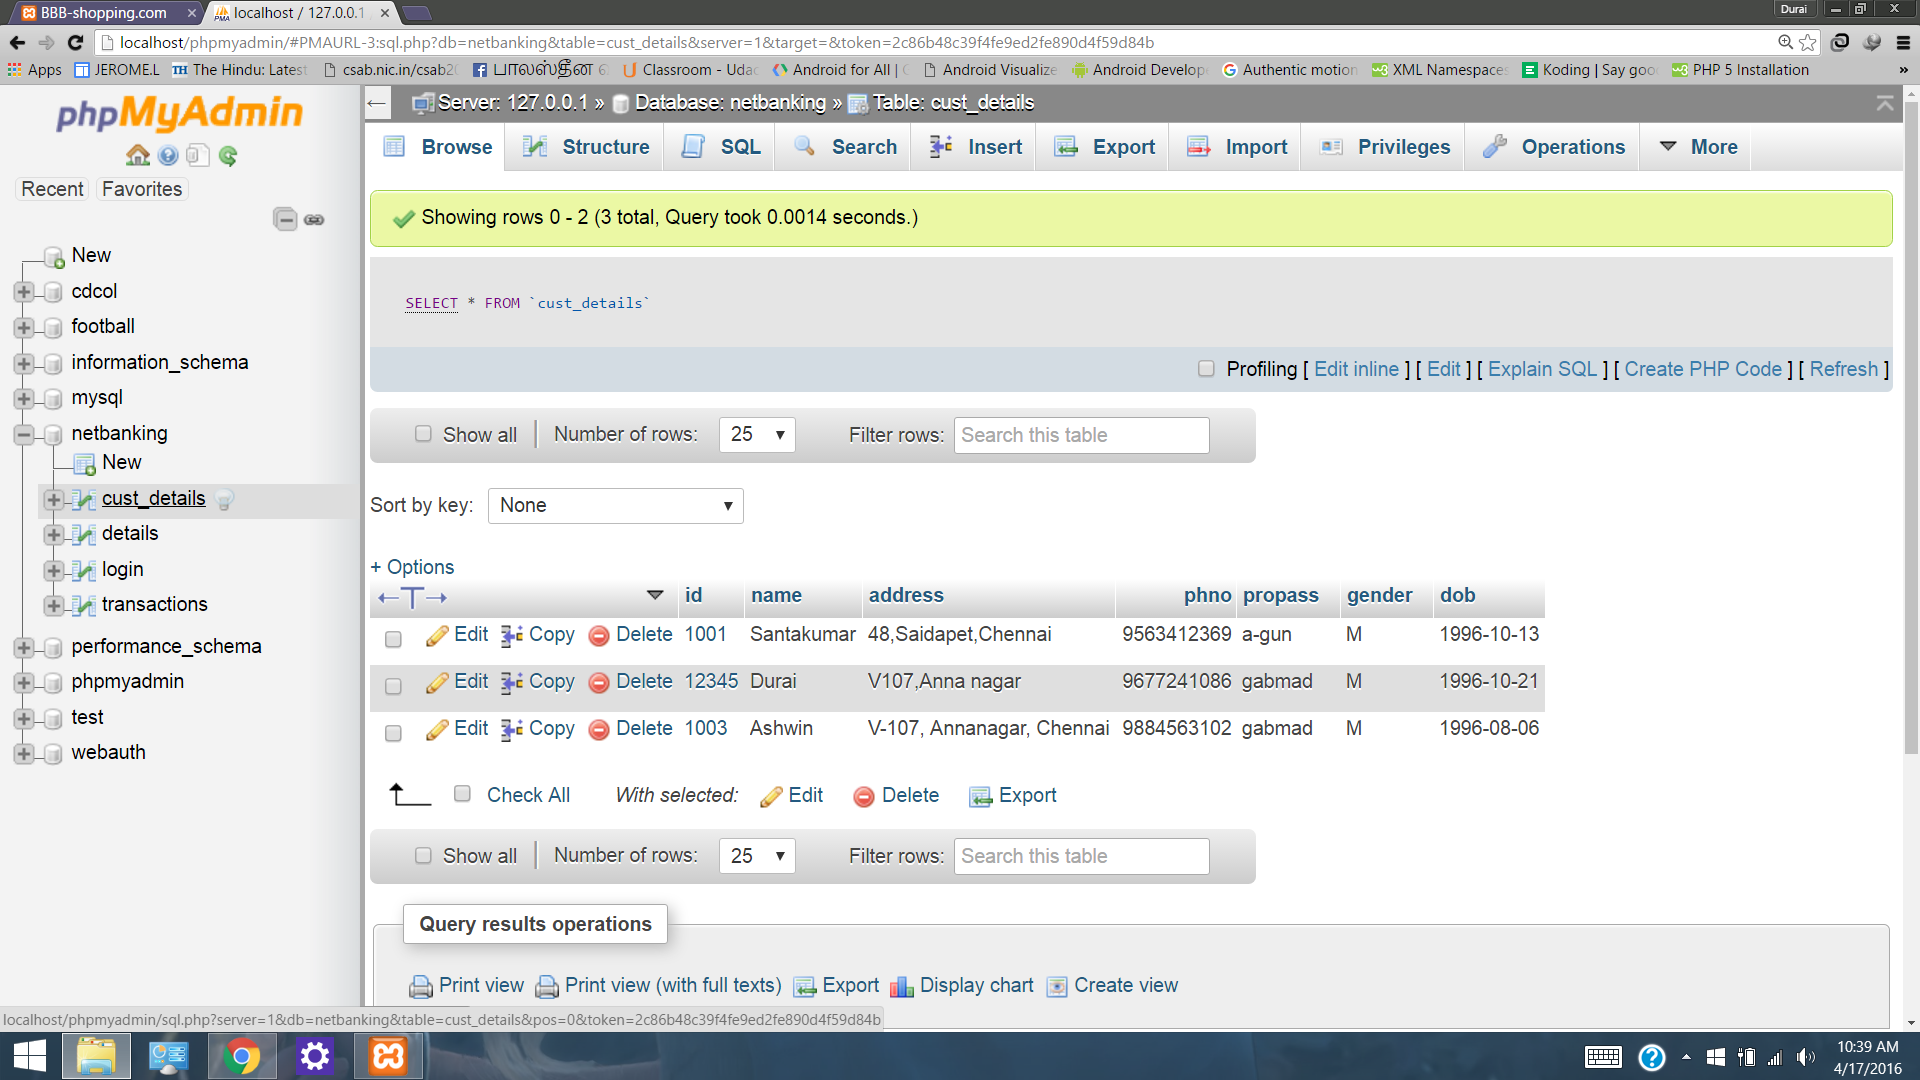 BBB-shopping.com
localhost / 127.0.0.1
Durai
localhost/phpmyadmin/#PMAURL-3:sql.php?db=netbanking&table=cust_details&server=1&target=&token=2c86b48c39f4fe9ed2fe890d4f59d84b
Apps JEROME.L The Hindu: Latest csab.nic.in/csab20 Classroom - Udac Android for All | Android Visualize Android Develop Authentic motion XML Namespaces Koding | Say goo PHP 5 Installation »
phpMyAdmin
Recent Favorites
New
cdcol
football
information_schema
mysql
netbanking
New
cust_details
details
login
transactions
performance_schema
phpmyadmin
test
webauth
Server: 127.0.0.1 » Database: netbanking » Table: cust_details
Browse Structure SQL Search Insert Export Import Privileges Operations More
Showing rows 0 - 2 (3 total, Query took 0.0014 seconds.)
SELECT * FROM `cust_details`
Profiling [ Edit inline ] [ Edit ] [ Explain SQL ] [ Create PHP Code ] [ Refresh ]
Show all Number of rows: 25 Filter rows: Search this table
Sort by key: None
+ Options
id name address phno propass gender dob
Edit Copy Delete 1001 Santakumar 48,Saidapet,Chennai 9563412369 a-gun M 1996-10-13
Edit Copy Delete 12345 Durai V107,Anna nagar 9677241086 gabmad M 1996-10-21
Edit Copy Delete 1003 Ashwin V-107, Annanagar, Chennai 9884563102 gabmad M 1996-08-06
Check All With selected: Edit Delete Export
Show all Number of rows: 25 Filter rows: Search this table
Query results operations
Print view Print view (with full texts) Export Display chart Create view
localhost/phpmyadmin/sql.php?server=1&db=netbanking&table=cust_details&pos=0&token=2c86b48c39f4fe9ed2fe890d4f59d84b
10:39 AM
4/17/2016